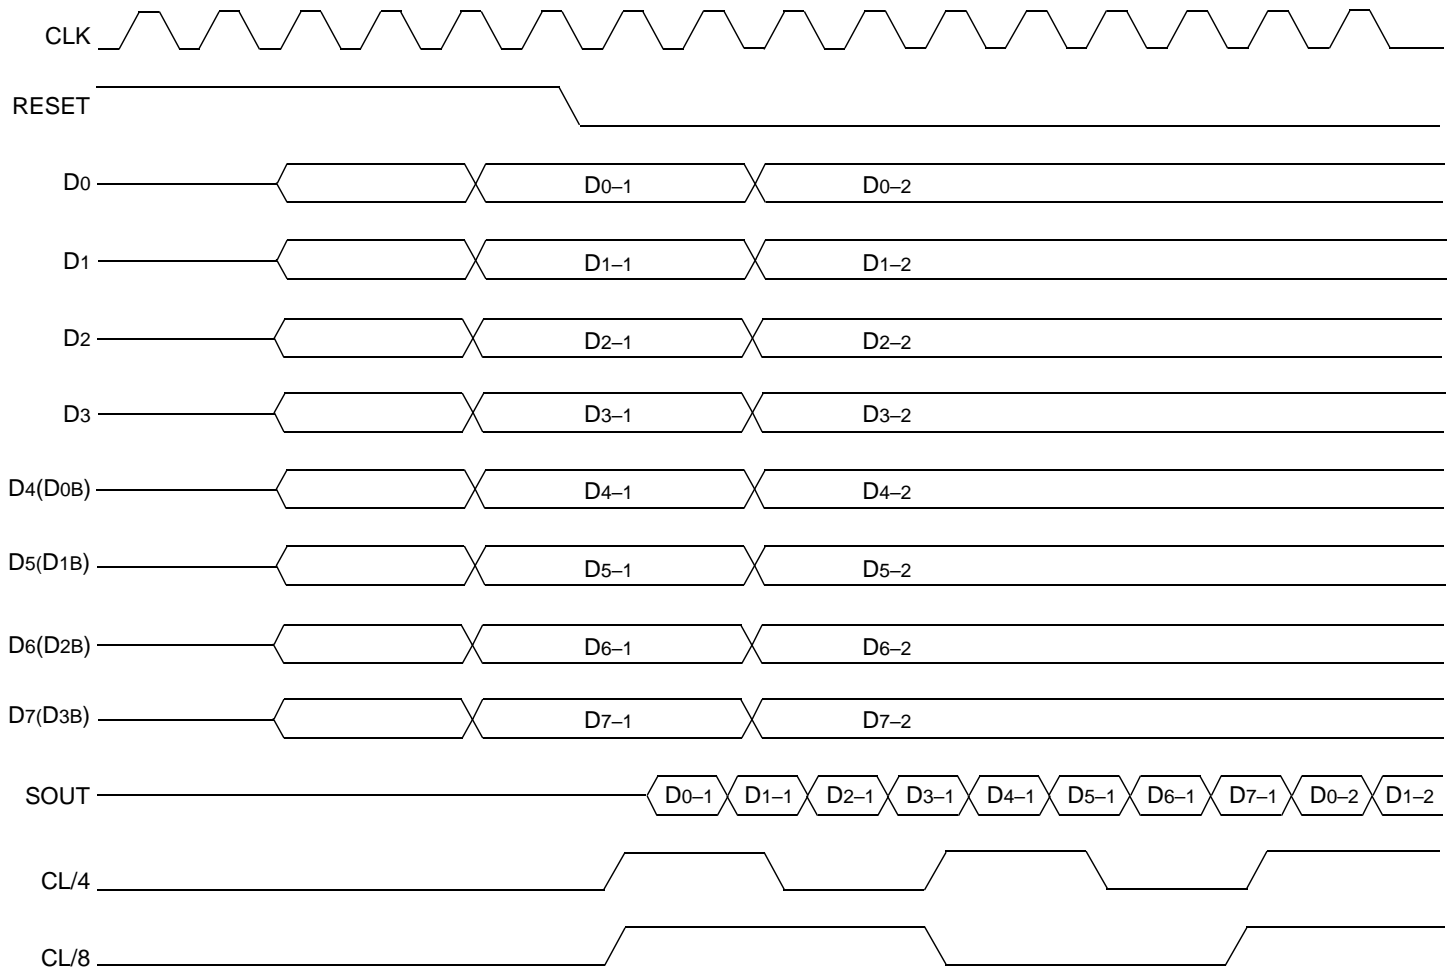 CLK
RESET
D0 D0–1 D0–2
D1 D1–1 D1–2
D2 D2–1 D2–2
D3 D3–1 D3–2
D4(D0B) D4–1 D4–2
D5(D1B) D5–1 D5–2
D6(D2B) D6–1 D6–2
D7(D3B) D7–1 D7–2
SOUT D0–1 D1–1 D2–1 D3–1 D4–1 D5–1 D6–1 D7–1 D0–2 D1–2
CL/4
CL/8